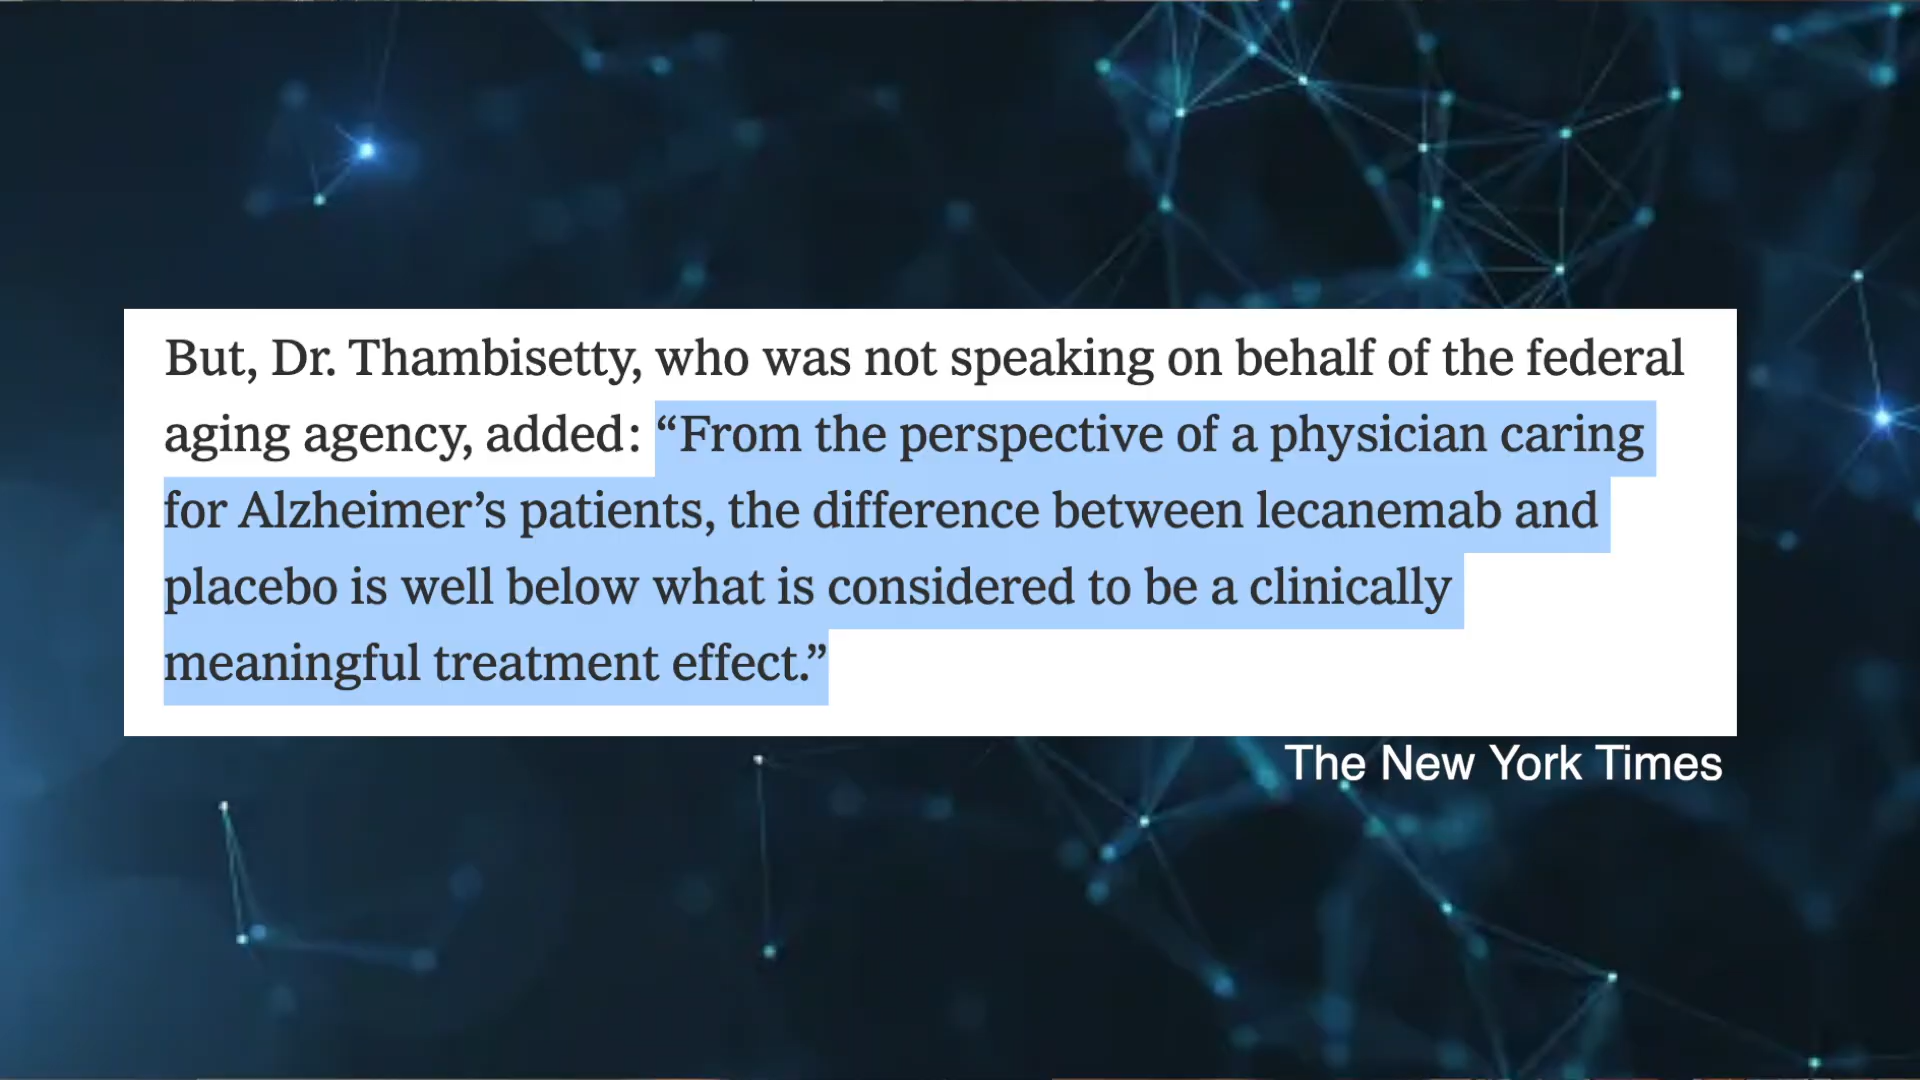 But, Dr. Thambisetty, who was not speaking on behalf of the federal
aging agency, added: “From the perspective of a physician caring
for Alzheimer’s patients, the difference between lecanemab and
placebo is well below what is considered to be a clinically
meaningful treatment effect.”
The New York Times